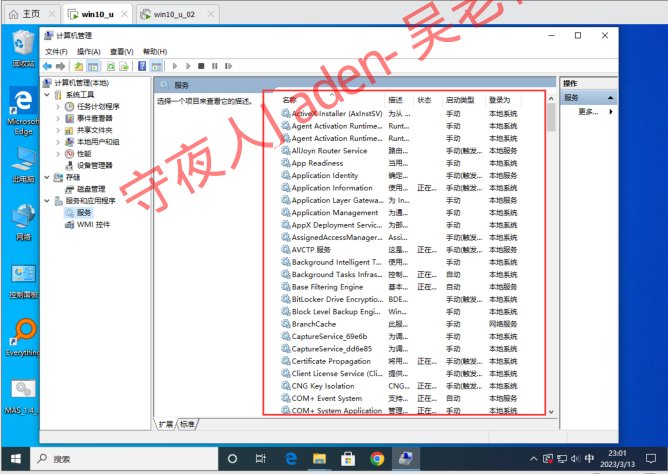 主页 × win10_u × win10_u_02 ×
计算机管理
文件(F) 操作(A) 查看(V) 帮助(H)
计算机管理(本地)
系统工具
任务计划程序
事件查看器
共享文件夹
本地用户和组
性能
设备管理器
存储
磁盘管理
服务和应用程序
服务
WMI 控件
服务
选择一个项目来查看它的描述。
名称 描述 状态 启动类型 登录为
ActiveX Installer (AxInstSV) 为从 ... 手动 本地系统
Agent Activation Runtime... Runt... 手动 本地系统
Agent Activation Runtime... Runt... 手动 本地系统
AllJoyn Router Service 路由... 手动(触发... 本地服务
App Readiness 当用... 手动 本地系统
Application Identity 确定... 手动(触发... 本地服务
Application Information 使用... 正在... 手动(触发... 本地系统
Application Layer Gatewa... 为 In... 手动 本地服务
Application Management 为通... 手动 本地系统
AppX Deployment Servic... 为部... 手动(触发... 本地系统
AssignedAccessManager... Assi... 手动(触发... 本地系统
AVCTP 服务 这是... 正在... 手动(触发... 本地服务
Background Intelligent T... 使用... 手动 本地系统
Background Tasks Infras... 控制... 正在... 自动 本地系统
Base Filtering Engine 基本... 正在... 自动 本地服务
BitLocker Drive Encryptio... BDE... 手动(触发... 本地系统
Block Level Backup Engi... Win... 手动 本地系统
BranchCache 此服... 手动 网络服务
CaptureService_69e6b 为调... 手动 本地系统
CaptureService_dd6e85 为调... 手动 本地系统
Certificate Propagation 将用... 正在... 手动(触发... 本地系统
Client License Service (Cli... 提供... 手动(触发... 本地系统
CNG Key Isolation CNG... 正在... 手动(触发... 本地系统
COM+ Event System 支持... 正在... 自动 本地服务
COM+ System Application 管理... 正在... 手动 本地系统
扩展 标准
操作
服务
更多...
回收站
Microsoft
Edge
此电脑
网络
控制面板
Everything
MAS_1.4_
搜索
中
23:01
2023/3/13